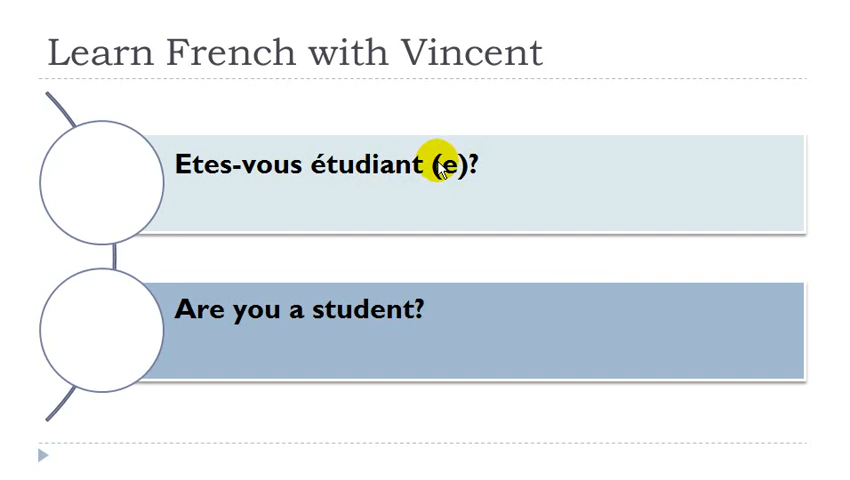 Learn French with Vincent
Etes-vous étudiant (e)?
Are you a student?